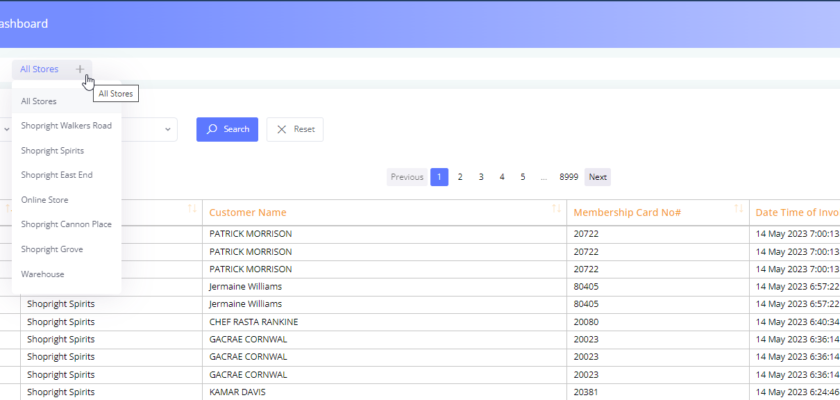 ashboard
All Stores +
All Stores
All Stores
Shopright Walkers Road
Search Reset
Shopright Spirits
Shopright East End
Previous 1 2 3 4 5 ... 8999 Next
Online Store
Customer Name Membership Card No# Date Time of Invo
Shopright Cannon Place
PATRICK MORRISON 20722 14 May 2023 7:00:13
Shopright Grove
PATRICK MORRISON 20722 14 May 2023 7:00:13
Warehouse
PATRICK MORRISON 20722 14 May 2023 7:00:13
Jermaine Williams 80405 14 May 2023 6:57:22
Shopright Spirits Jermaine Williams 80405 14 May 2023 6:57:22
Shopright Spirits CHEF RASTA RANKINE 20080 14 May 2023 6:40:34
Shopright Spirits GACRAE CORNWAL 20023 14 May 2023 6:36:14
Shopright Spirits GACRAE CORNWAL 20023 14 May 2023 6:36:14
Shopright Spirits GACRAE CORNWAL 20023 14 May 2023 6:36:14
Shopright Spirits KAMAR DAVIS 20381 14 May 2023 6:24:46